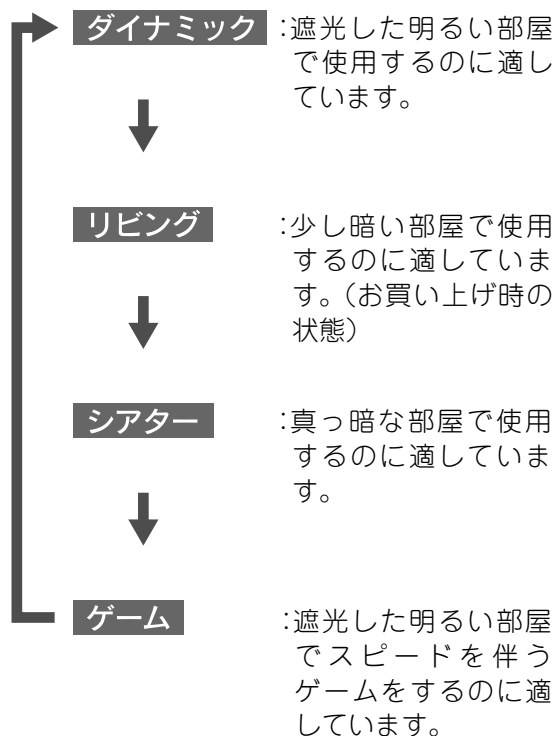 ダイナミック :遮光した明るい部屋
で使用するのに適し
ています。
リビング :少し暗い部屋で使用
するのに適していま
す。(お買い上げ時の
状態)
シアター :真っ暗な部屋で使用
するのに適していま
す。
ゲーム :遮光した明るい部屋
でスピードを伴う
ゲームをするのに適
しています。